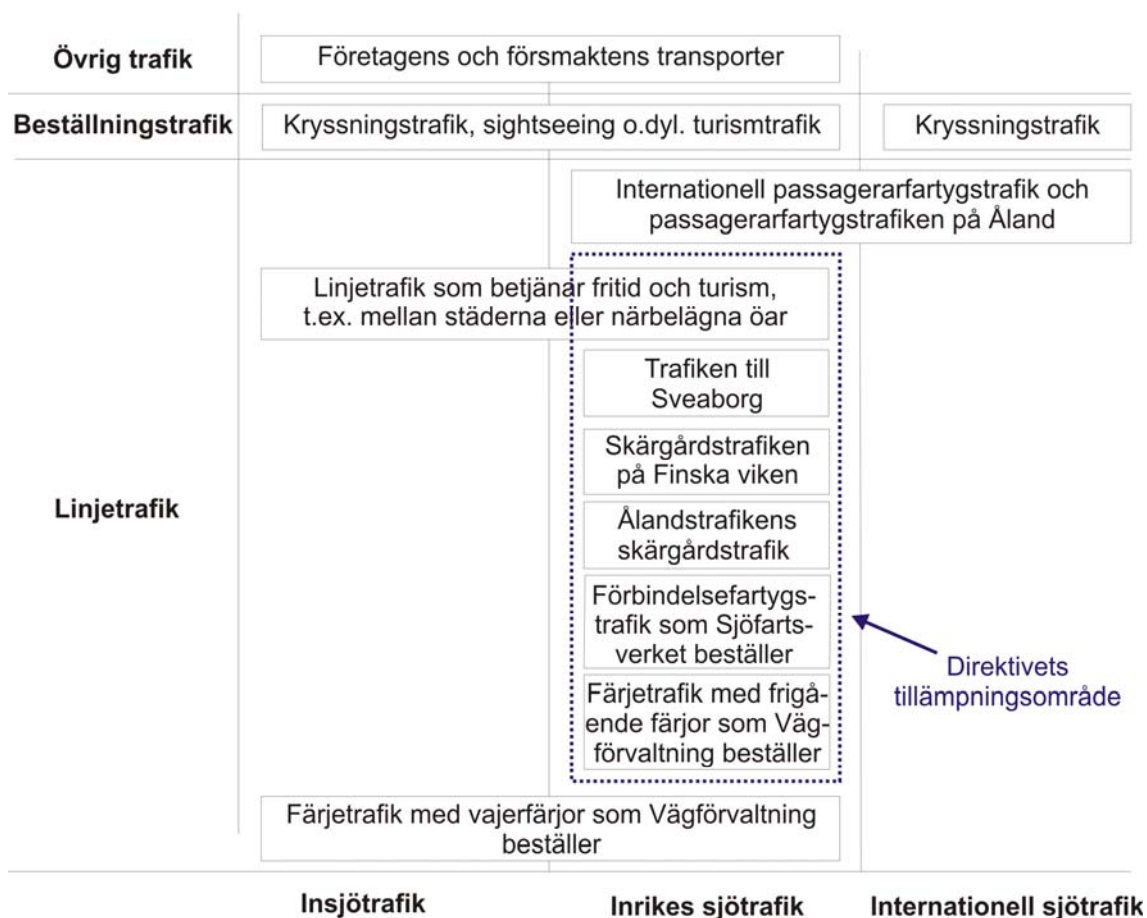 Övrig trafik
Företagens och försmaktens transporter
Beställningstrafik
Kryssningstrafik, sightseeing o.dyl. turismtrafik
Kryssningstrafik
Internationell passagerarfartygstrafik och
passagerarfartygstrafiken på Åland
Linjetrafik som betjänar fritid och turism,
t.ex. mellan städerna eller närbelägna öar
Trafiken till
Sveaborg
Skärgårdstrafiken
på Finska viken
Linjetrafik
Ålandstrafikens
skärgårdstrafik
Förbindelsefartygs-
trafik som Sjöfarts-
verket beställer
Direktivets
tillämpningsområde
Färjetrafik med frigå-
ende färjor som Väg-
förvaltning beställer
Färjetrafik med vajerfärjor som Vägförvaltning
beställer
Insjötrafik
Inrikes sjötrafik
Internationell sjötrafik